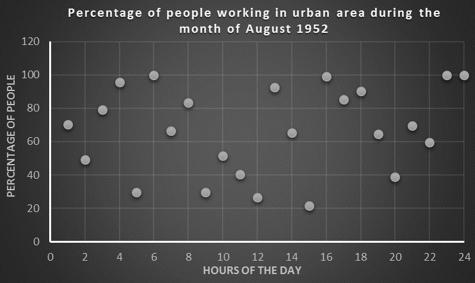 Percentage of people working in urban area during the
month of August 1952
120
100
80
60
40
20
0
PERCENTAGE OF PEOPLE
0 2 4 6 8 10 12 14 16 18 20 22 24
HOURS OF THE DAY